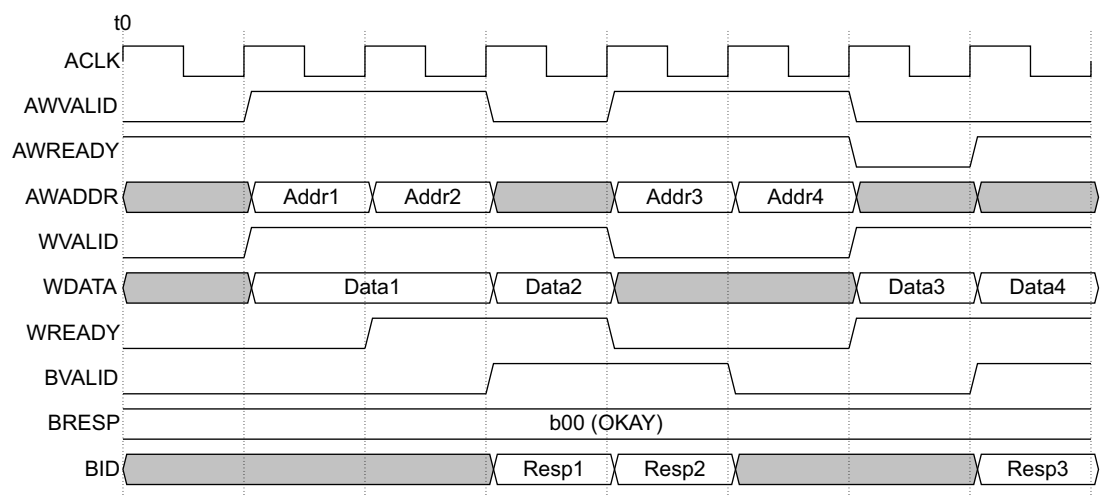 t0
ACLK
AWVALID
AWREADY
AWADDR Addr1 Addr2 Addr3 Addr4
WVALID
WDATA Data1 Data2 Data3 Data4
WREADY
BVALID
BRESP b00 (OKAY)
BID Resp1 Resp2 Resp3